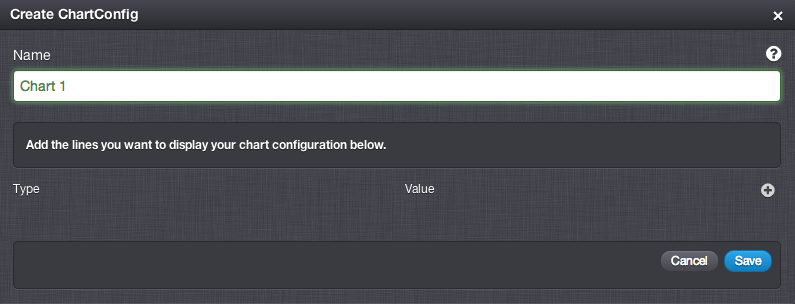 Create ChartConfig
Name
Chart 1
Add the lines you want to display your chart configuration below.
Type Value
Cancel Save